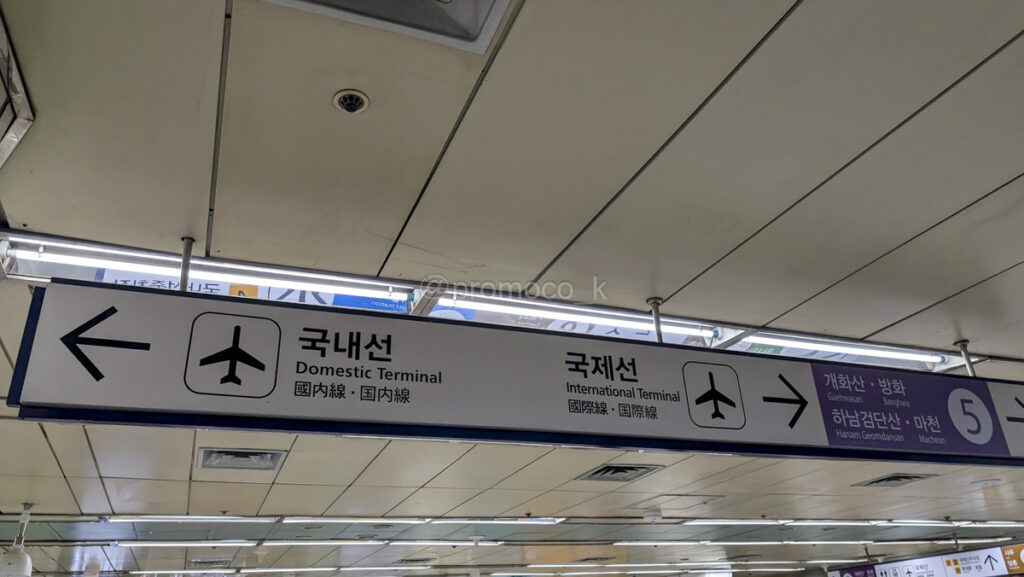 @promoco_k
국내선
Domestic Terminal
國内線·国内線
국제선
International Terminal
國際線·国際線
개화산·방화
Gaehwasan Banghwa
하남검단산·마천
Hanam Geomdansan Macheon
5